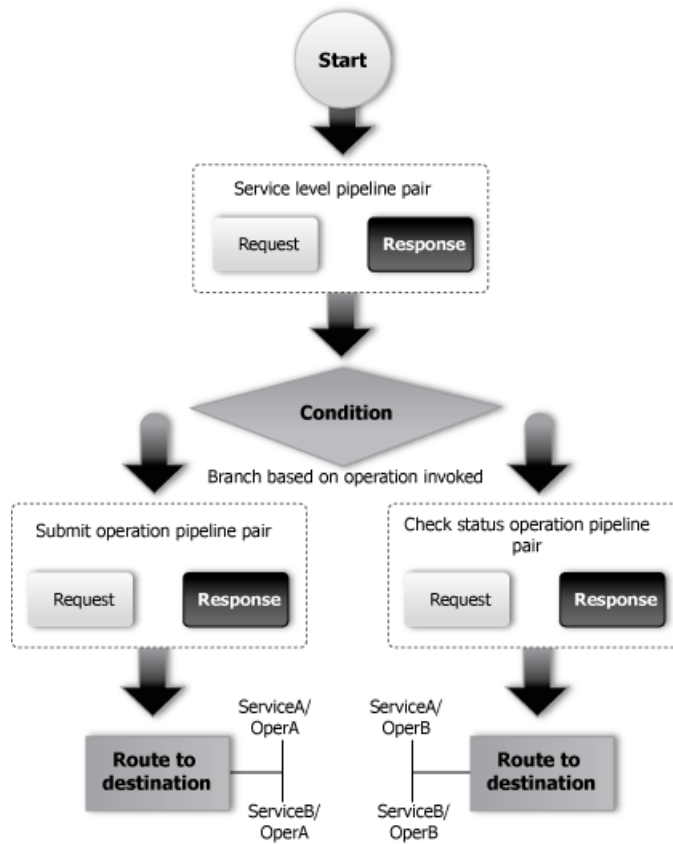 Start
Service level pipeline pair
Request
Response
Condition
Branch based on operation invoked
Submit operation pipeline pair
Request
Response
Check status operation pipeline
pair
Request
Response
Route to
destination
ServiceA/
OperA
ServiceB/
OperA
ServiceA/
OperB
ServiceB/
OperB
Route to
destination